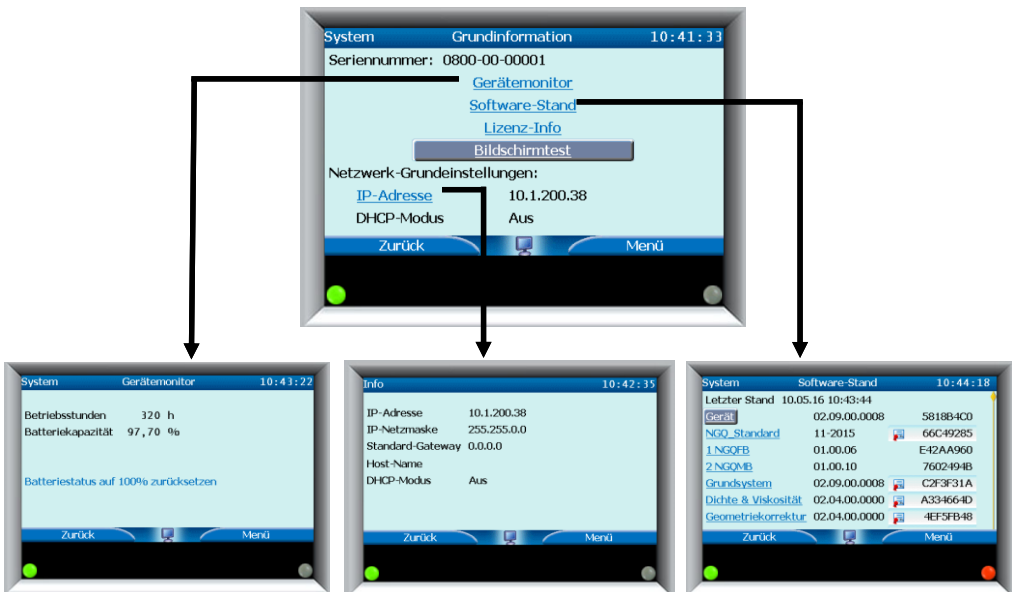 System Grundinformation 10:41:33
Seriennummer: 0800-00-00001
Gerätemonitor
Software-Stand
Lizenz-Info
Bildschirmtest
Netzwerk-Grundeinstellungen:
IP-Adresse 10.1.200.38
DHCP-Modus Aus
Zurück Menü
System Gerätemonitor 10:43:22
Betriebsstunden 320 h
Batteriekapazität 97,70 %
Batteriestatus auf 100% zurücksetzen
Zurück Menü
Info 10:42:35
IP-Adresse 10.1.200.38
IP-Netzmaske 255.255.0.0
Standard-Gateway 0.0.0.0
Host-Name
DHCP-Modus Aus
Zurück Menü
System Software-Stand 10:44:18
Letzter Stand 10.05.16 10:43:44
Gerät 02.09.00.0008 5818B4C0
NGQ_Standard 11-2015 66C49285
1 NGQFB 01.00.06 E42AA960
2 NGQMB 01.00.10 7602494B
Grundsystem 02.09.00.0008 C2F3F31A
Dichte & Viskosität 02.04.00.0000 A334664D
Geometriekorrektur 02.04.00.0000 4EF5FB48
Zurück Menü